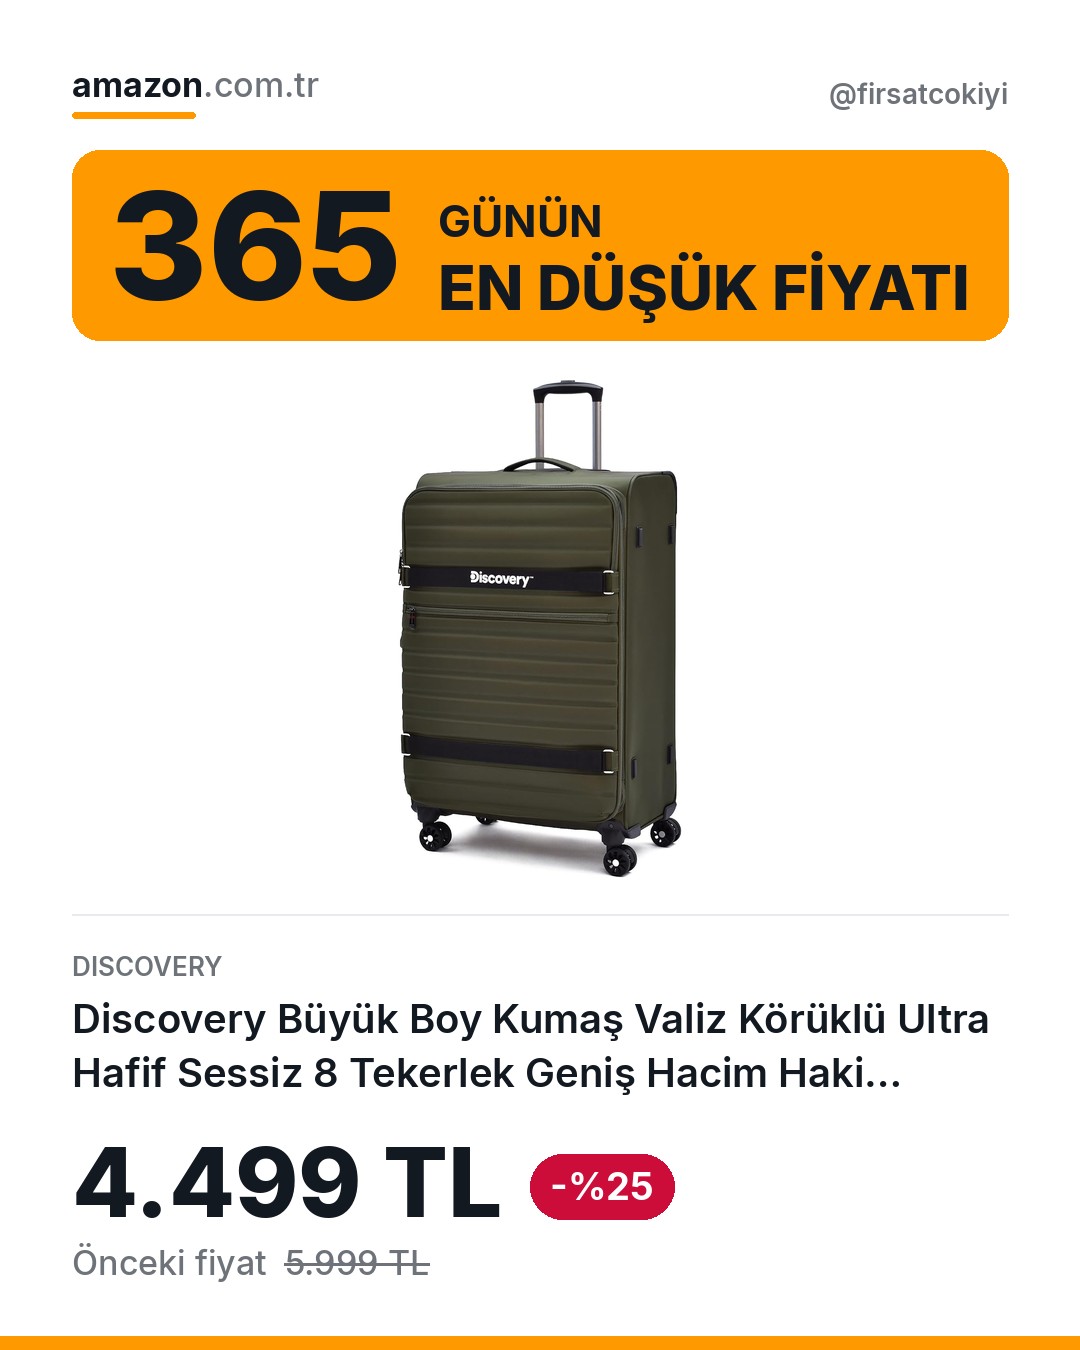 amazon.com.tr
@firsatcokiyi
365
GÜNÜN
EN DÜŞÜK FİYATI
Discovery™
DISCOVERY
Discovery Büyük Boy Kumaş Valiz Körüklü Ultra
Hafif Sessiz 8 Tekerlek Geniş Hacim Haki...
4.499 TL
-%25
Önceki fiyat 5.999 TL